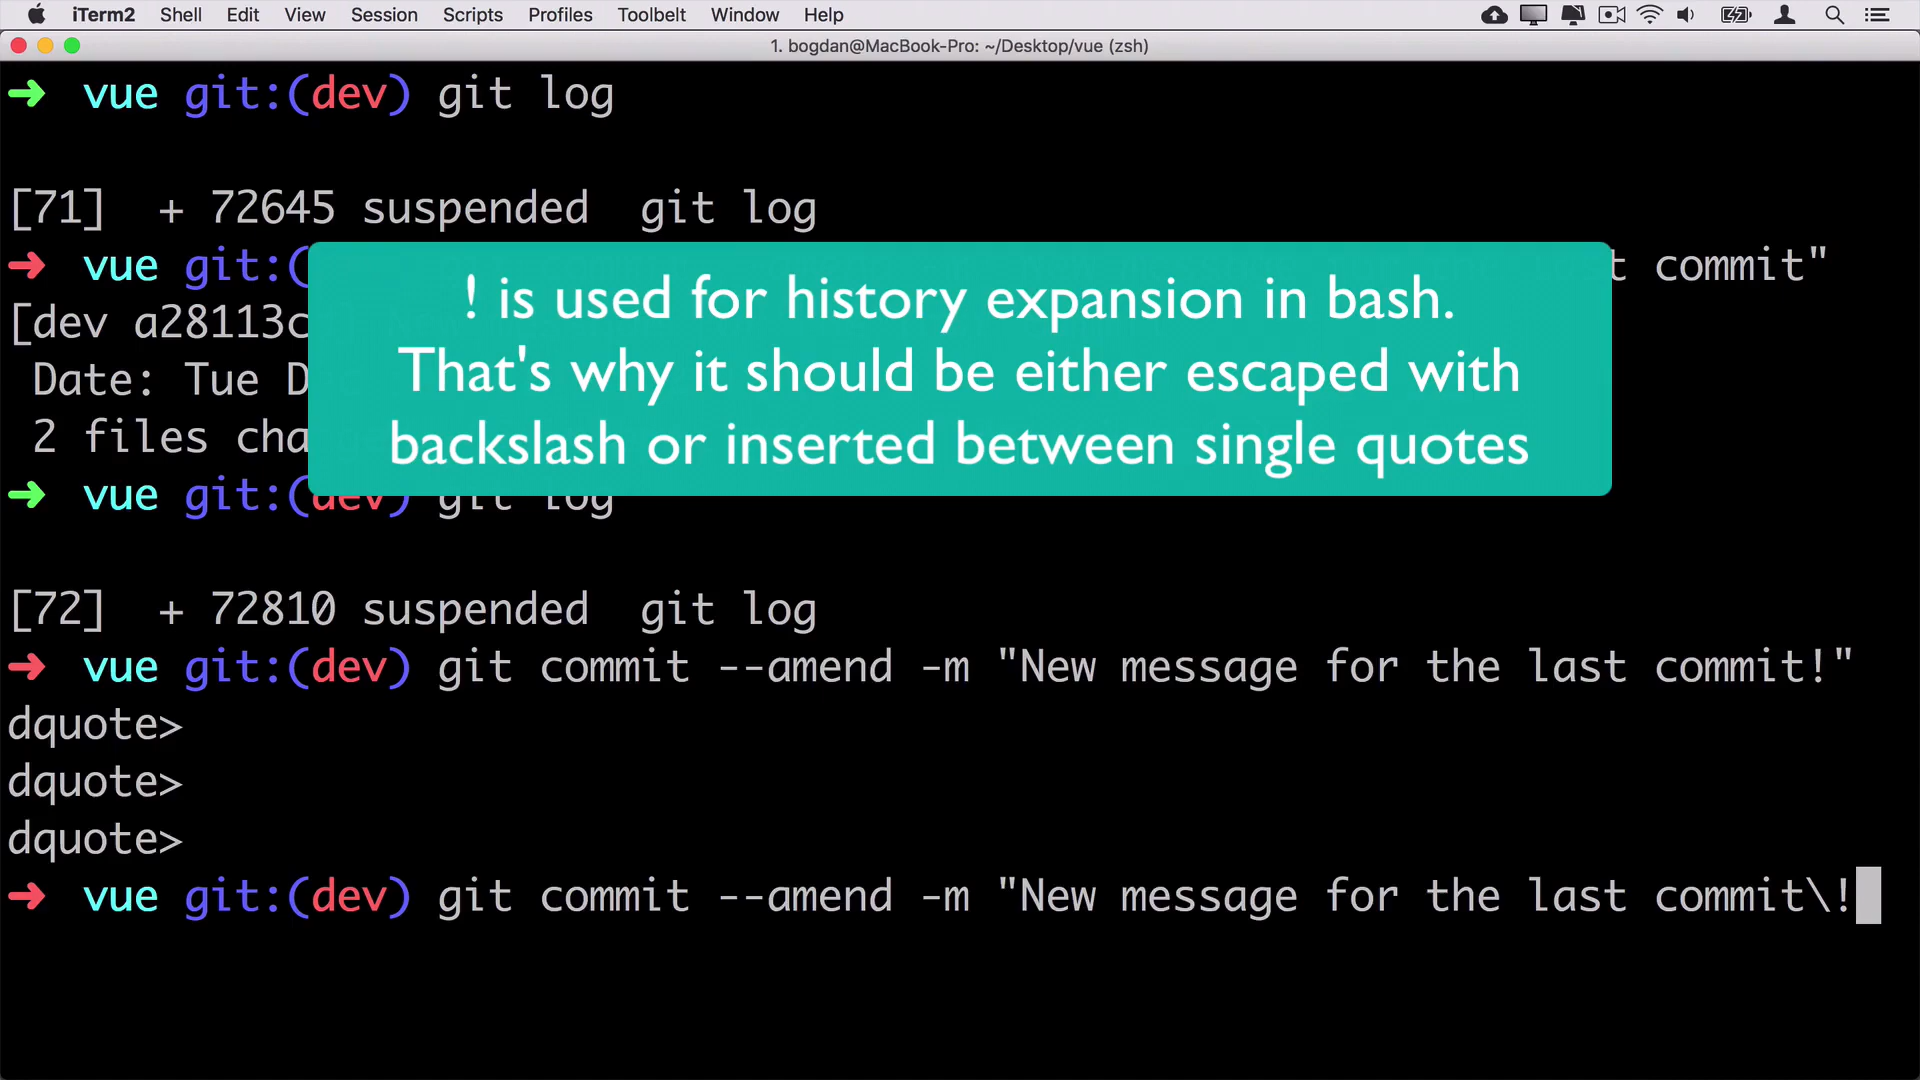 iTerm2 Shell Edit View Session Scripts Profiles Toolbelt Window Help
1. bogdan@MacBook-Pro: ~/Desktop/vue (zsh)
➜ vue git:(dev) git log
[71] + 72645 suspended git log
➜ vue git:( t commit"
[dev a28113c
Date: Tue D
2 files cha
! is used for history expansion in bash.
That's why it should be either escaped with
backslash or inserted between single quotes
➜ vue git:(dev) git log
[72] + 72810 suspended git log
➜ vue git:(dev) git commit --amend -m "New message for the last commit!"
dquote>
dquote>
dquote>
➜ vue git:(dev) git commit --amend -m "New message for the last commit\!